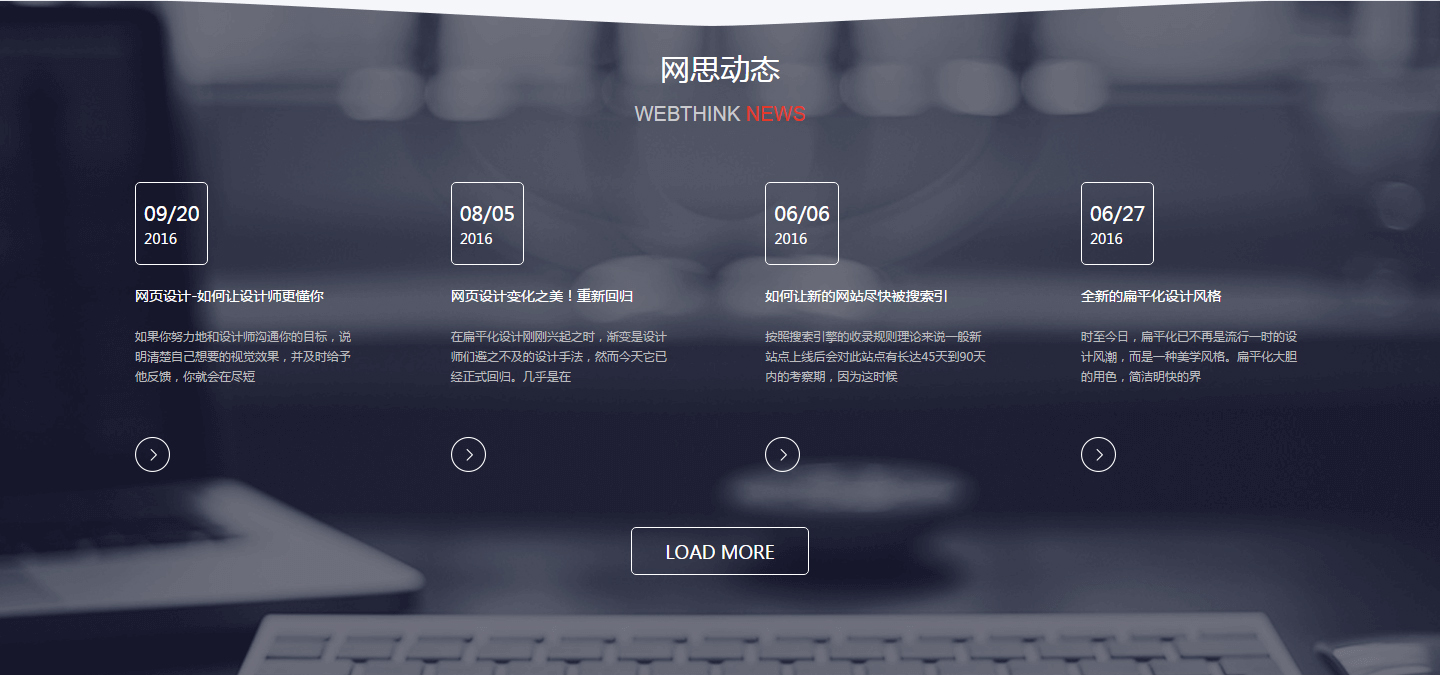 网思动态
WEBTHINK NEWS
09/20
2016
网页设计-如何让设计师更懂你
如果你努力地和设计师沟通你的目标，说
明清楚自己想要的视觉效果，并及时给予
他反馈，你就会在尽短
08/05
2016
网页设计变化之美！重新回归
在扁平化设计刚刚兴起之时，渐变是设计
师们避之不及的设计手法，然而今天它已
经正式回归。几乎是在
06/06
2016
如何让新的网站尽快被搜索引
按照搜索引擎的收录规则理论来说一般新
站点上线后会对此站点有长达45天到90天
内的考察期，因为这时候
06/27
2016
全新的扁平化设计风格
时至今日，扁平化已不再是流行一时的设
计风潮，而是一种美学风格。扁平化大胆
的用色，简洁明快的界
LOAD MORE